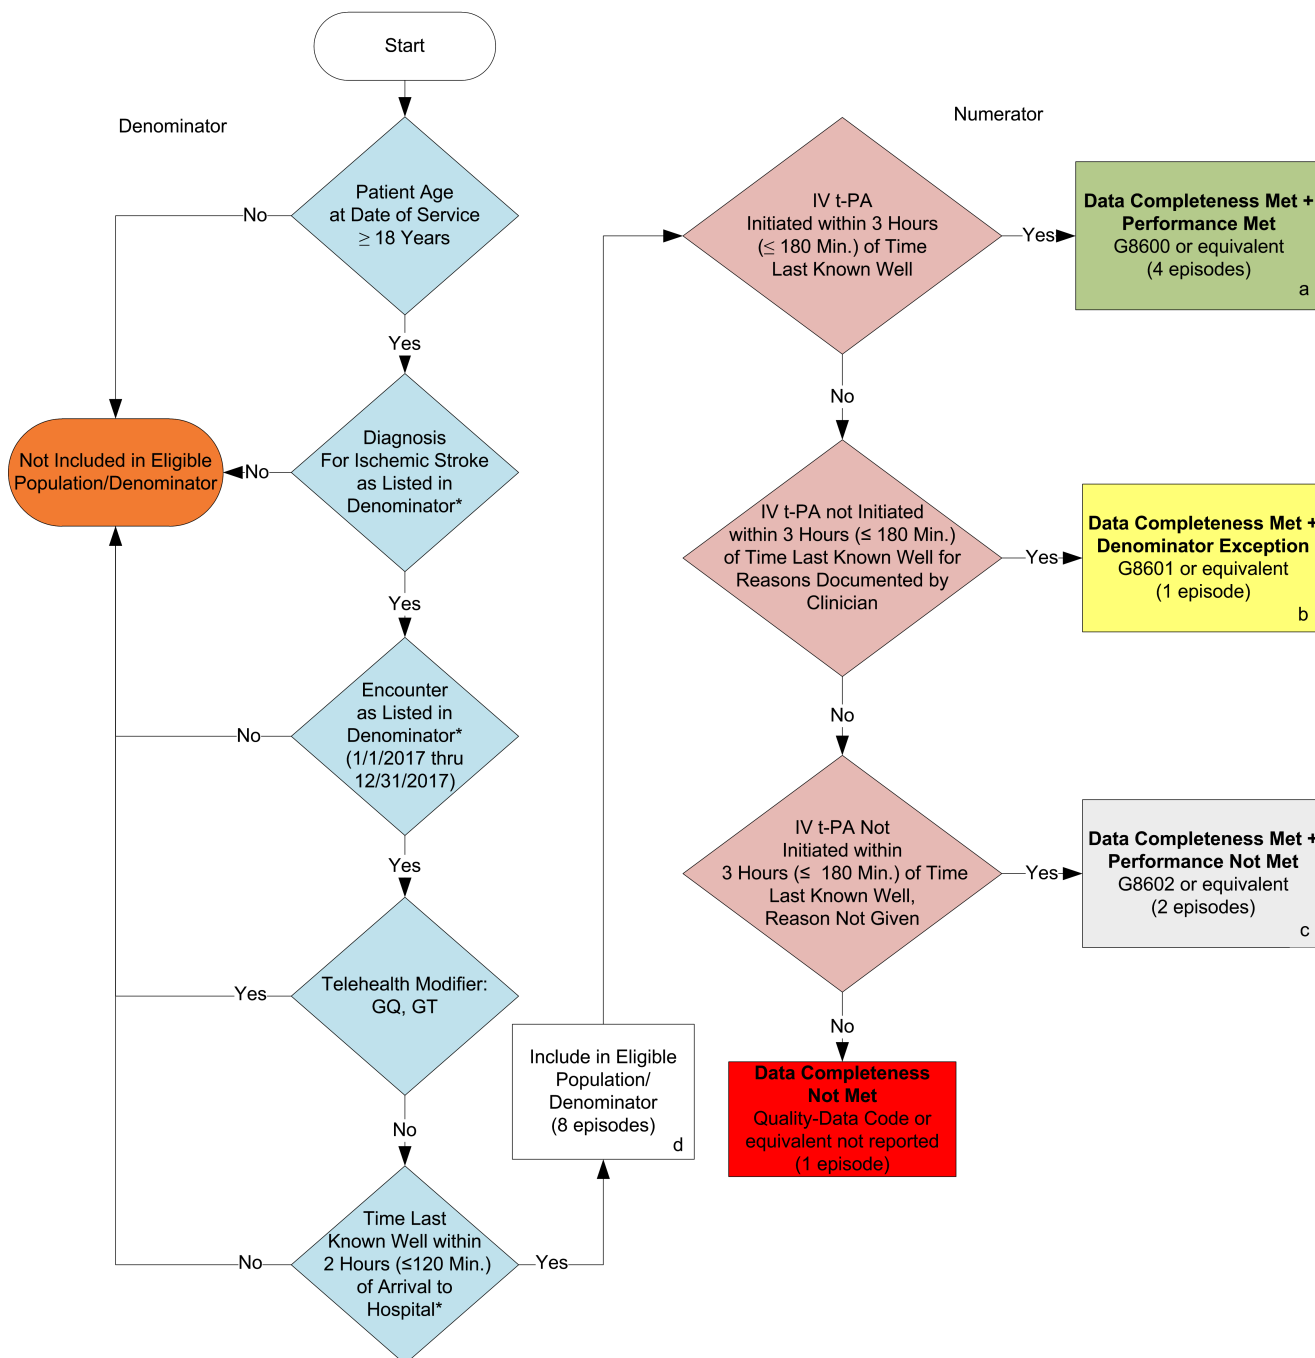 Start
Denominator
Patient Age
at Date of Service
≥ 18 Years
No
Yes
Diagnosis
For Ischemic Stroke
as Listed in
Denominator*
No
Not Included in Eligible
Population/Denominator
Yes
Encounter
as Listed in
Denominator*
(1/1/2017 thru
12/31/2017)
No
Yes
Telehealth Modifier:
GQ, GT
Yes
No
Time Last
Known Well within
2 Hours (≤120 Min.)
of Arrival to
Hospital*
No
Yes
Include in Eligible
Population/
Denominator
(8 episodes)
d
Numerator
IV t-PA
Initiated within 3 Hours
(≤ 180 Min.) of Time
Last Known Well
Yes
Data Completeness Met +
Performance Met
G8600 or equivalent
(4 episodes)
a
No
IV t-PA not Initiated
within 3 Hours (≤ 180 Min.)
of Time Last Known Well for
Reasons Documented by
Clinician
Yes
Data Completeness Met +
Denominator Exception
G8601 or equivalent
(1 episode)
b
No
IV t-PA Not
Initiated within
3 Hours (≤ 180 Min.) of Time
Last Known Well,
Reason Not Given
Yes
Data Completeness Met +
Performance Not Met
G8602 or equivalent
(2 episodes)
c
No
Data Completeness
Not Met
Quality-Data Code or
equivalent not reported
(1 episode)